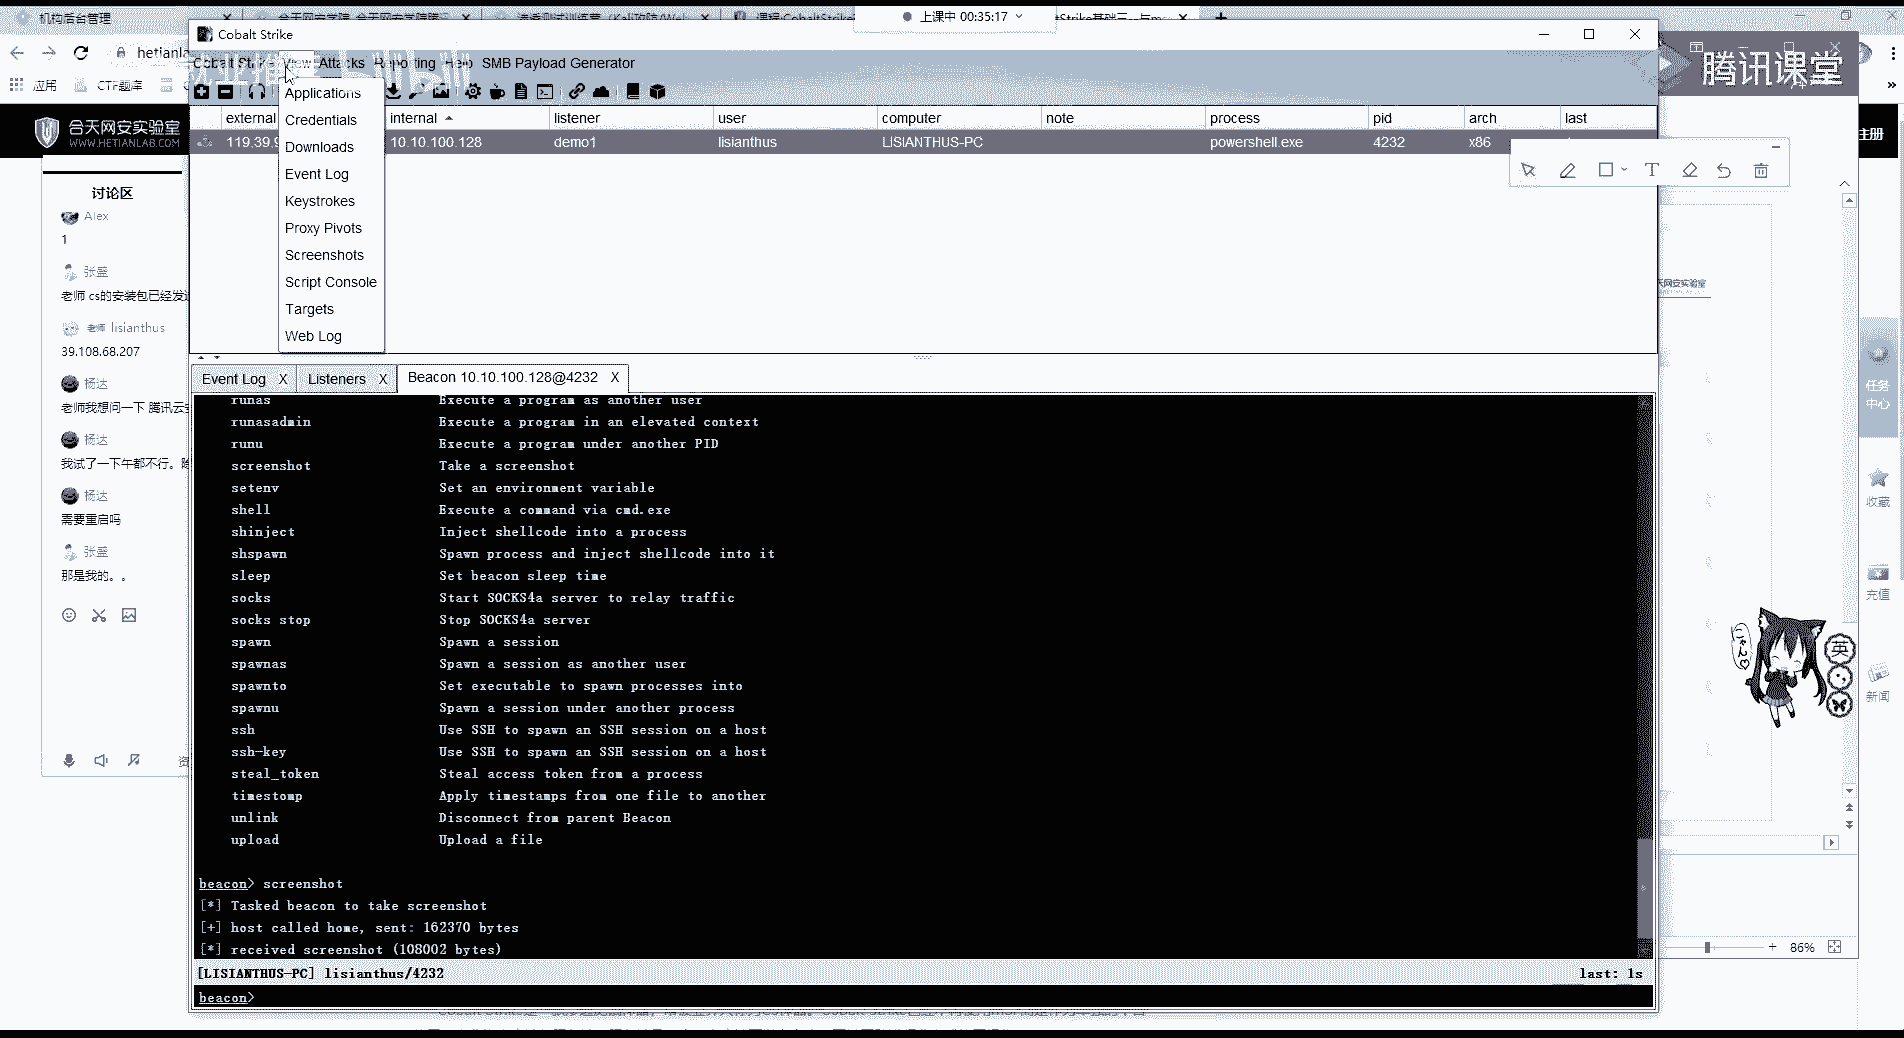 机构后台管理
上课中 00:35:17
hetianla
应用
CTF题库
Cobalt Strike
Cobalt Strike View Attacks Reporting Help SMB Payload Generator
腾讯课堂
Applications
Credentials
Downloads
Event Log
Keystrokes
Proxy Pivots
Screenshots
Script Console
Targets
Web Log
external internal listener user computer note process pid arch last
119.39.9 10.10.100.128 demo1 lisianthus LISIANTHUS-PC powershell.exe 4232 x86
合天网安实验室
WWW.HETIANLAB.COM
注册
讨论区
Alex
1
张盛
老师 cs的安装包已经发
老师 lisianthus
39.108.68.207
杨达
老师我想问一下 腾讯云
杨达
我试了一下午都不行。
杨达
需要重启吗
张盛
那是我的。。
Event Log X Listeners X Beacon 10.10.100.128@4232 X
runas Execute a program as another user
runasadmin Execute a program in an elevated context
runu Execute a program under another PID
screenshot Take a screenshot
setenv Set an environment variable
shell Execute a command via cmd.exe
shinject Inject shellcode into a process
shspawn Spawn process and inject shellcode into it
sleep Set beacon sleep time
socks Start SOCKS4a server to relay traffic
socks stop Stop SOCKS4a server
spawn Spawn a session
spawnas Spawn a session as another user
spawnto Set executable to spawn processes into
spawnu Spawn a session under another process
ssh Use SSH to spawn an SSH session on a host
ssh-key Use SSH to spawn an SSH session on a host
steal_token Steal access token from a process
timestomp Apply timestamps from one file to another
unlink Disconnect from parent Beacon
upload Upload a file
beacon> screenshot
[*] Tasked beacon to take screenshot
[+] host called home, sent: 162370 bytes
[*] received screenshot (108002 bytes)
[LISIANTHUS-PC] lisianthus/4232 last: 1s
beacon>
任务
中心
收藏
充值
新闻
英
86%